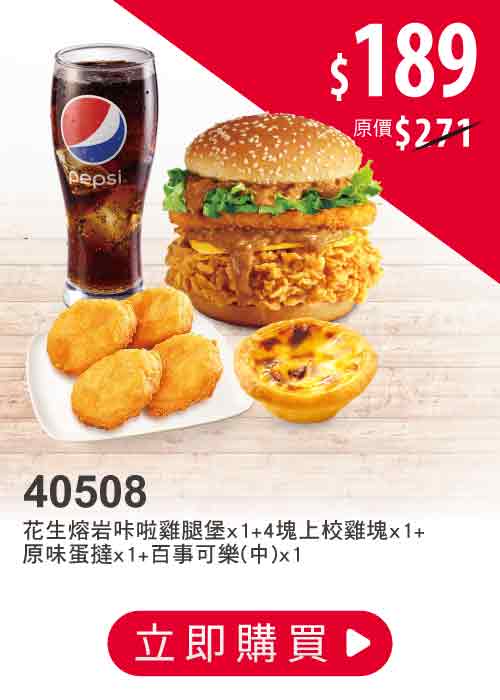 $189
原價$271
pepsi
40508
花生熔岩咔啦雞腿堡x1+4塊上校雞塊x1+
原味蛋撻x1+百事可樂(中)x1
立即購買